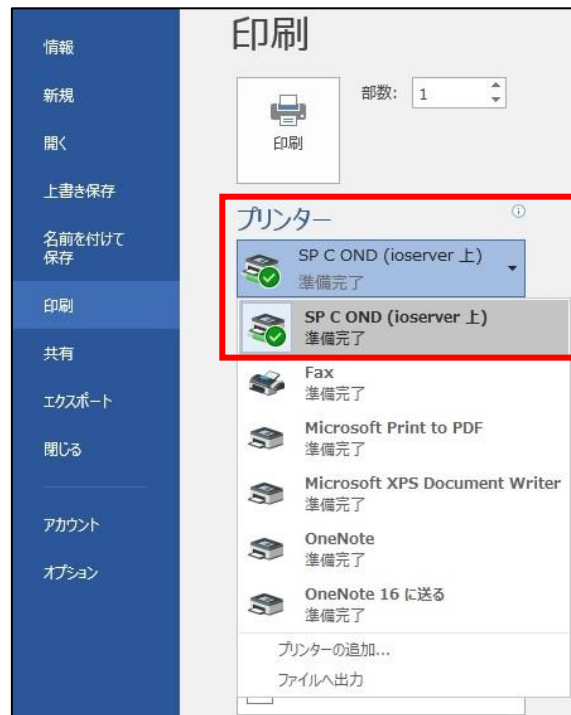 情報
新規
開く
上書き保存
名前を付けて
保存
印刷
共有
エクスポート
閉じる
アカウント
オプション
印刷
印刷
部数: 1
プリンター
SP C OND (ioserver 上)
準備完了
SP C OND (ioserver 上)
準備完了
Fax
準備完了
Microsoft Print to PDF
準備完了
Microsoft XPS Document Writer
準備完了
OneNote
準備完了
OneNote 16 に送る
準備完了
プリンターの追加...
ファイルへ出力